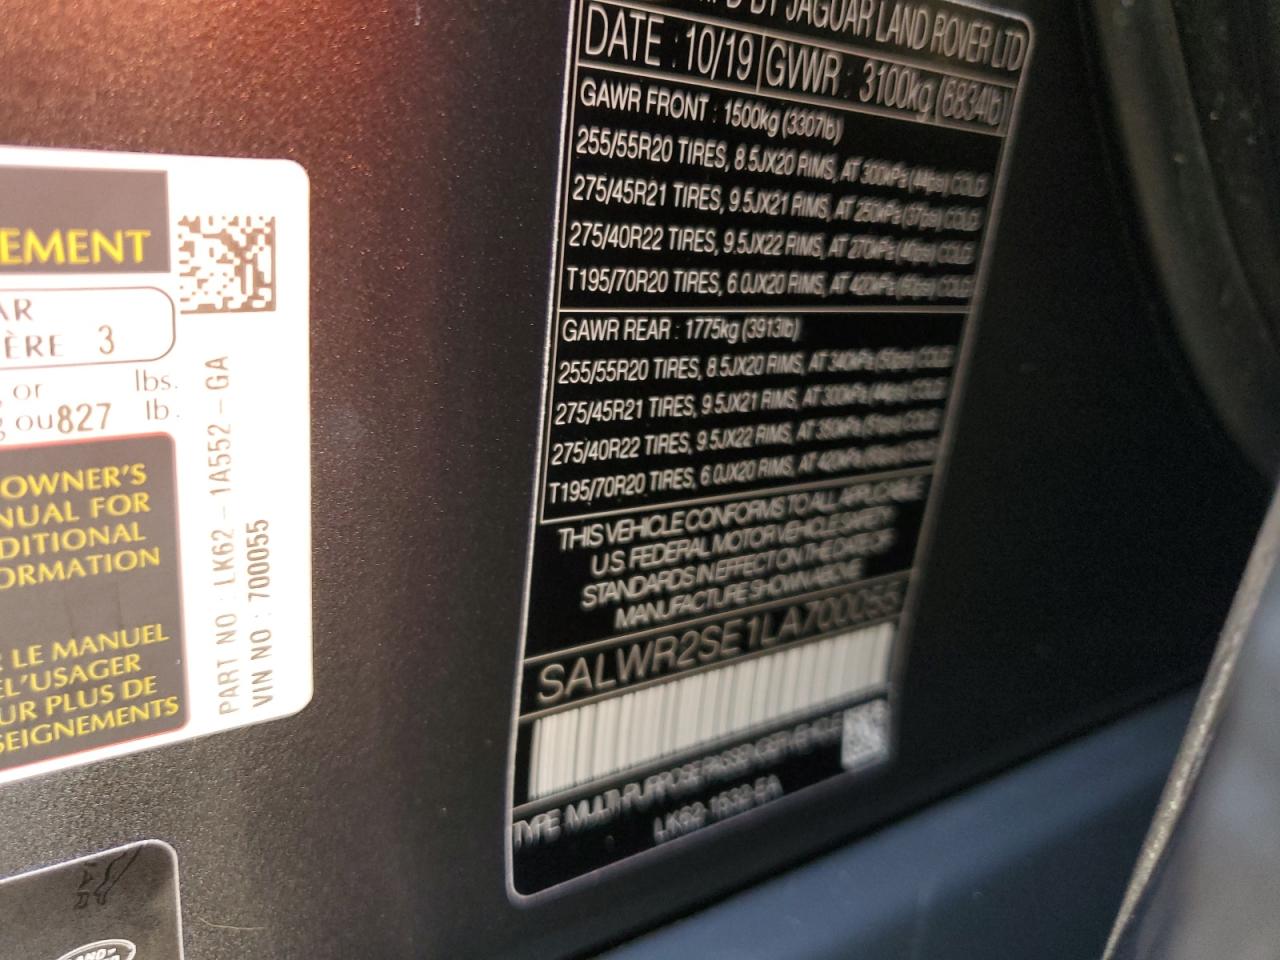 EMENT
AR
ÈRE 3
or lbs.
ou 827 lb.
OWNER'S
NUAL FOR
DITIONAL
ORMATION
R LE MANUEL
EL'USAGER
UR PLUS DE
SEIGNEMENTS
PART NO : LK62 - 1A552 - GA
VIN NO : 700055
BY JAGUAR LAND ROVER LTD
DATE : 10/19 GVWR : 3100kg (6834lb)
GAWR FRONT : 1500kg (3307lb)
255/55R20 TIRES, 8.5JX20 RIMS, AT 300kPa (44psi) COLD
275/45R21 TIRES, 9.5JX21 RIMS, AT 250kPa (37psi) COLD
275/40R22 TIRES, 9.5JX22 RIMS, AT 270kPa (40psi) COLD
T195/70R20 TIRES, 6.0JX20 RIMS, AT 420kPa (60psi) COLD
GAWR REAR : 1775kg (3913lb)
255/55R20 TIRES, 8.5JX20 RIMS, AT 340kPa (50psi) COLD
275/45R21 TIRES, 9.5JX21 RIMS, AT 300kPa (44psi) COLD
275/40R22 TIRES, 9.5JX22 RIMS, AT 350kPa (51psi) COLD
T195/70R20 TIRES, 6.0JX20 RIMS, AT 420kPa (60psi) COLD
THIS VEHICLE CONFORMS TO ALL APPLICABLE
U.S. FEDERAL MOTOR VEHICLE SAFETY
STANDARDS IN EFFECT ON THE DATE OF
MANUFACTURE SHOWN ABOVE
SALWR2SE1LA700055
TYPE MULTI-PURPOSE PASSENGER VEHICLE